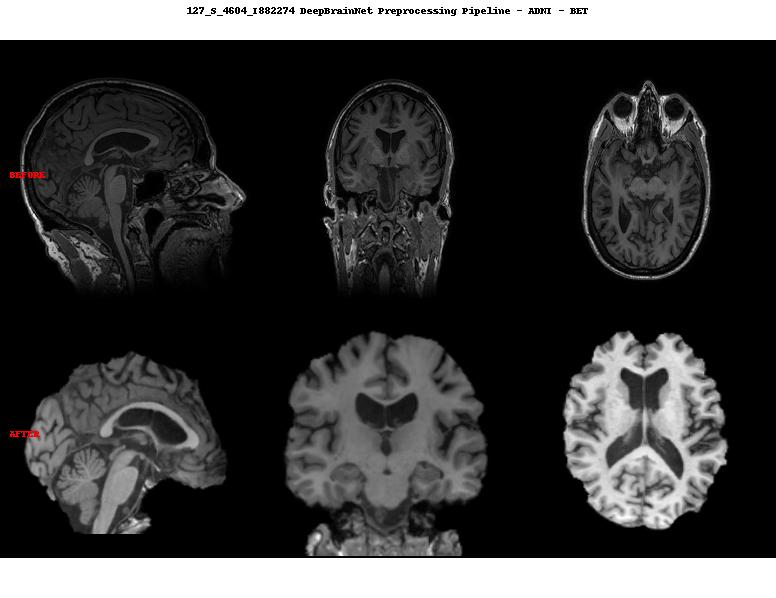 127_S_4604_I882274 DeepBrainNet Preprocessing Pipeline - ADNI - BET
BEFORE
AFTER